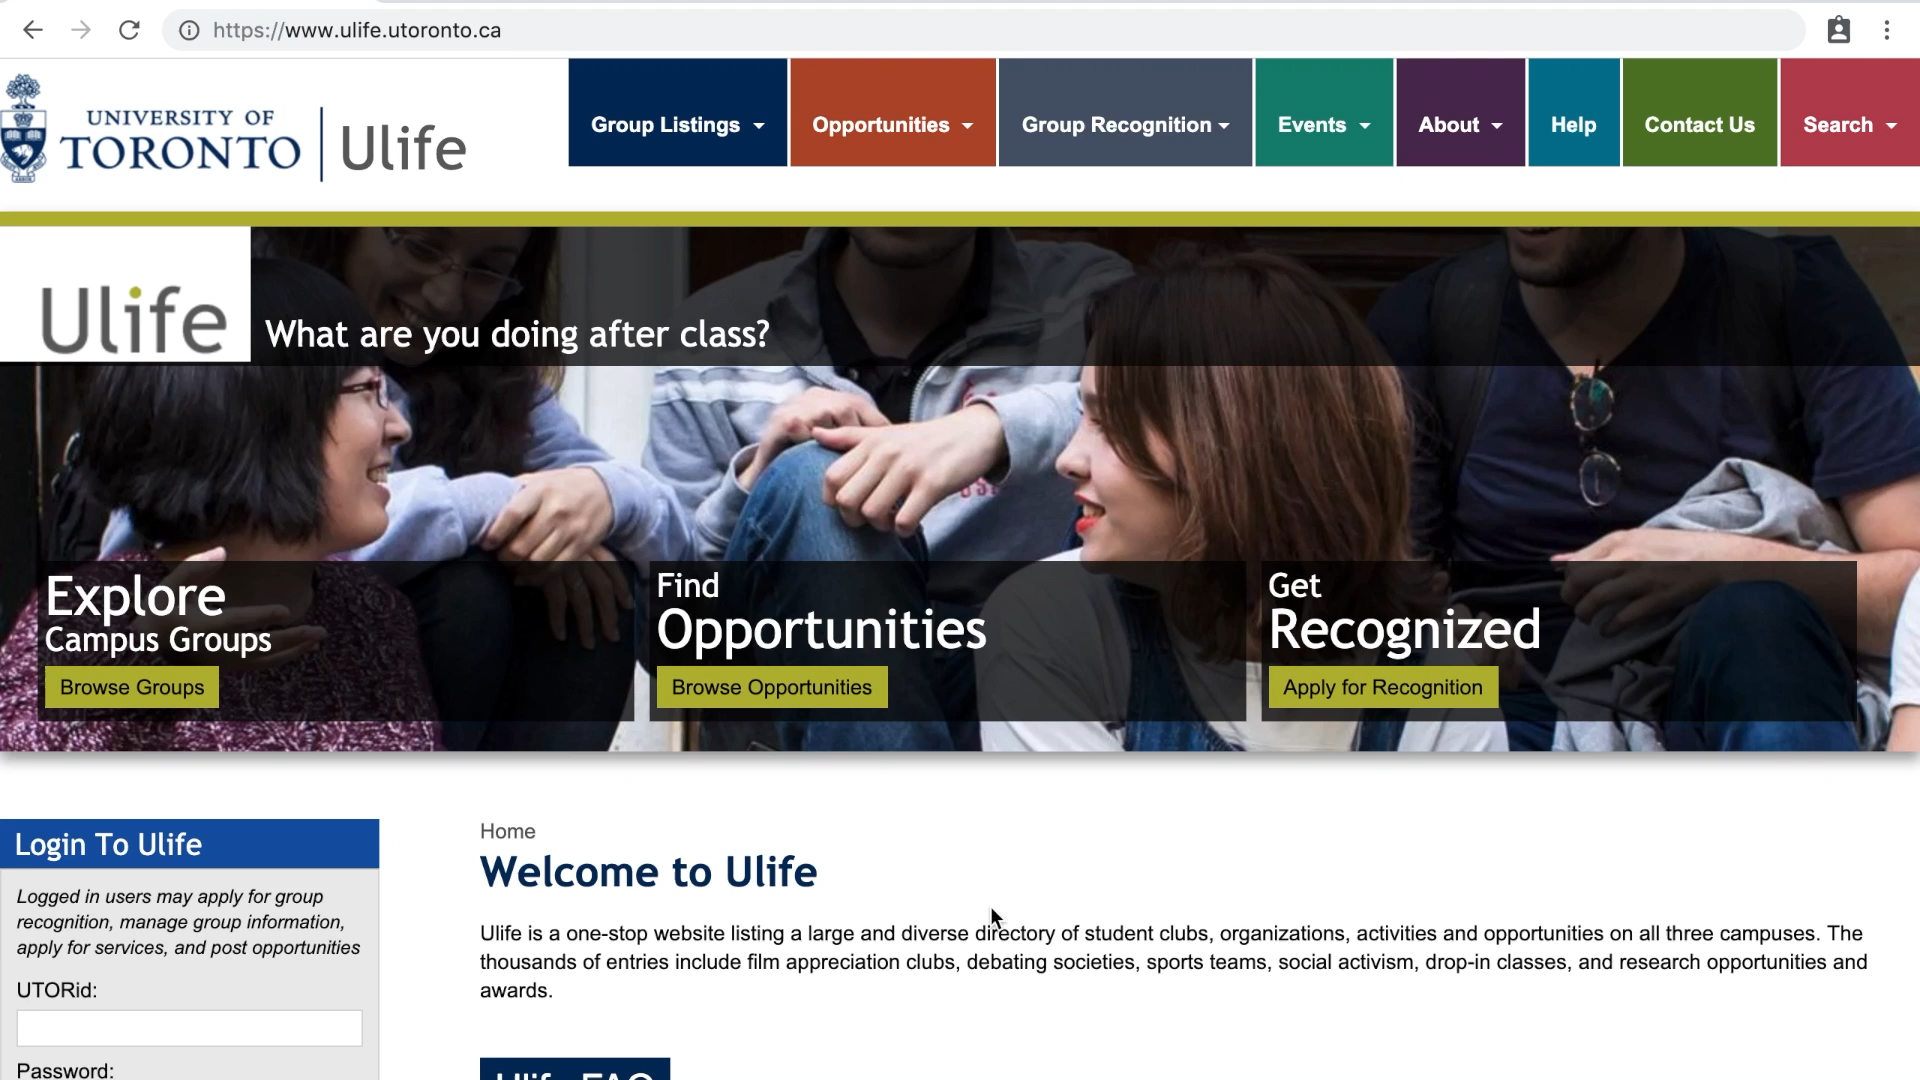 https://www.ulife.utoronto.ca
UNIVERSITY OF
TORONTO
Ulife
Group Listings
Opportunities
Group Recognition
Events
About
Help
Contact Us
Search
Ulife
What are you doing after class?
Explore
Campus Groups
Browse Groups
Find
Opportunities
Browse Opportunities
Get
Recognized
Apply for Recognition
Login To Ulife
Logged in users may apply for group
recognition, manage group information,
apply for services, and post opportunities
UTORid:
Password:
Home
Welcome to Ulife
Ulife is a one-stop website listing a large and diverse directory of student clubs, organizations, activities and opportunities on all three campuses. The
thousands of entries include film appreciation clubs, debating societies, sports teams, social activism, drop-in classes, and research opportunities and
awards.
Ulife FAQ